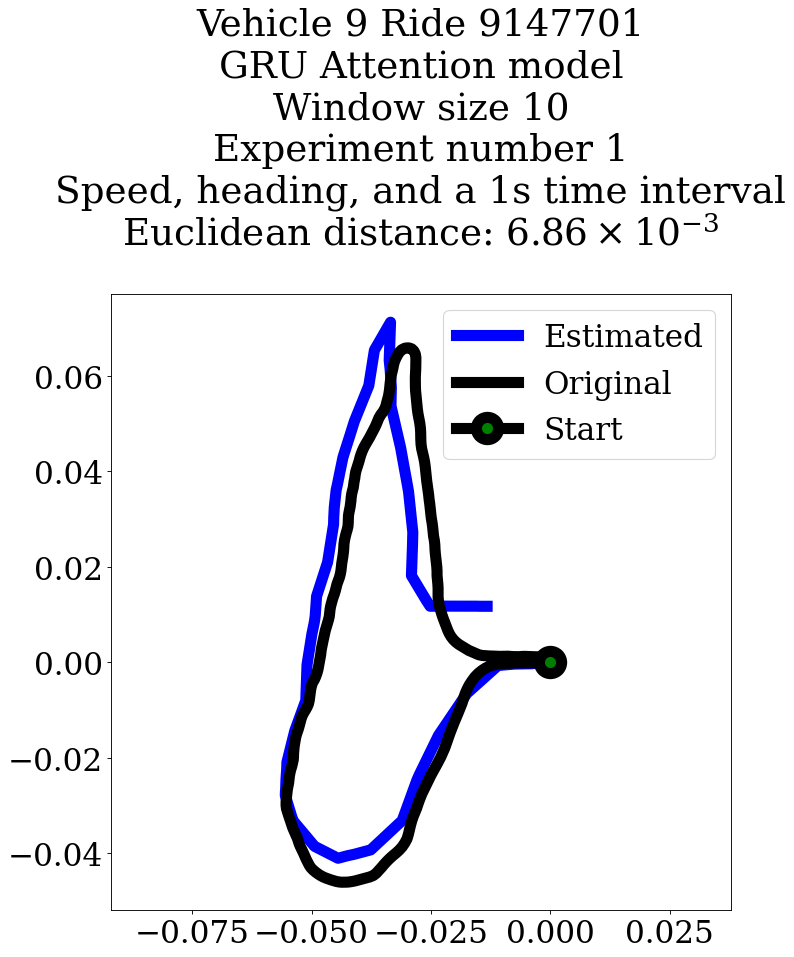 Vehicle 9 Ride 9147701
GRU Attention model
Window size 10
Experiment number 1
Speed, heading, and a 1s time interval
Euclidean distance: 6.86 × 10⁻³
Estimated
Original
Start
0.06
0.04
0.02
0.00
−0.02
−0.04
−0.075 −0.050 −0.025 0.000 0.025